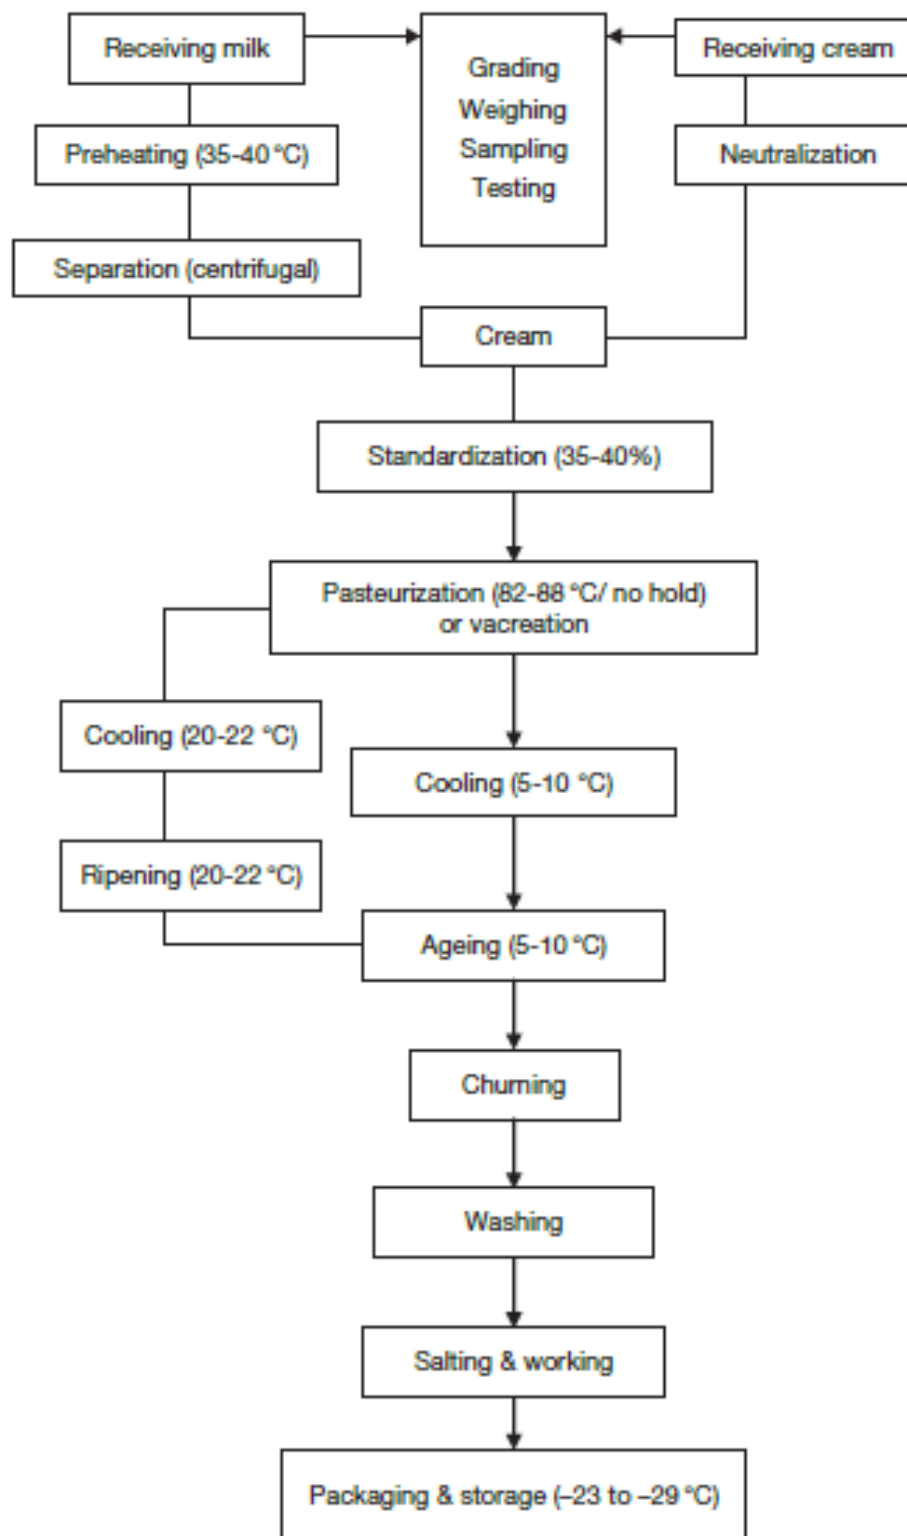 Receiving milk
Grading
Weighing
Sampling
Testing
Receiving cream
Preheating (35-40 °C)
Neutralization
Separation (centrifugal)
Cream
Standardization (35-40%)
Pasteurization (82-88 °C/ no hold)
or vacreation
Cooling (20-22 °C)
Cooling (5-10 °C)
Ripening (20-22 °C)
Ageing (5-10 °C)
Churning
Washing
Salting & working
Packaging & storage (–23 to –29 °C)